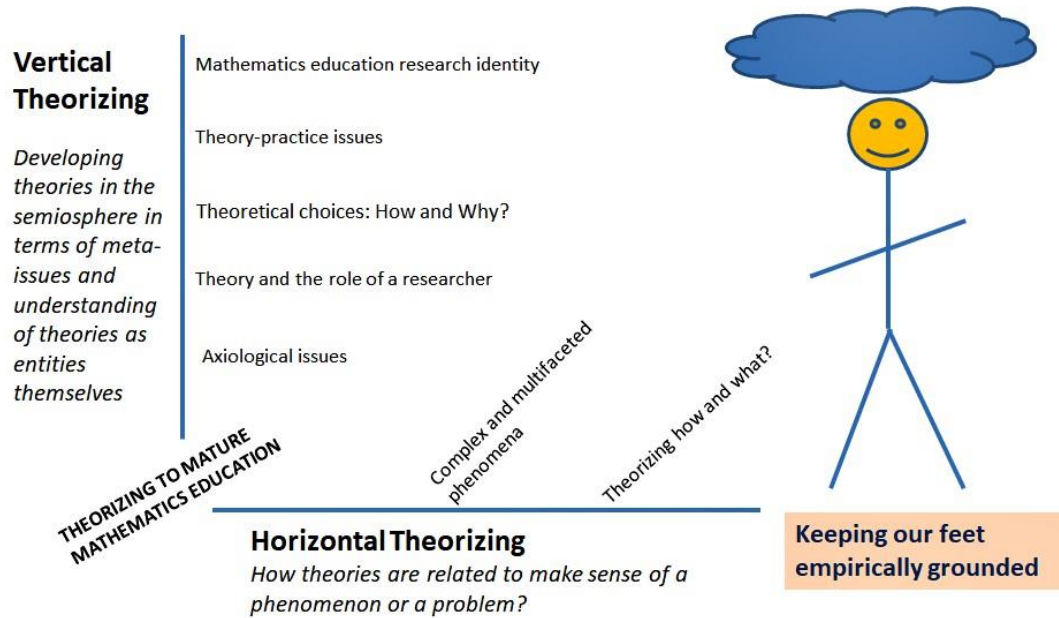 Vertical
Theorizing
Developing
theories in the
semiosphere in
terms of meta-
issues and
understanding
of theories as
entities
themselves
Mathematics education research identity
Theory-practice issues
Theoretical choices: How and Why?
Theory and the role of a researcher
Axiological issues
THEORIZING TO MATURE
MATHEMATICS EDUCATION
Complex and multifaceted
phenomena
Theorizing how and what?
Horizontal Theorizing
How theories are related to make sense of a
phenomenon or a problem?
Keeping our feet
empirically grounded